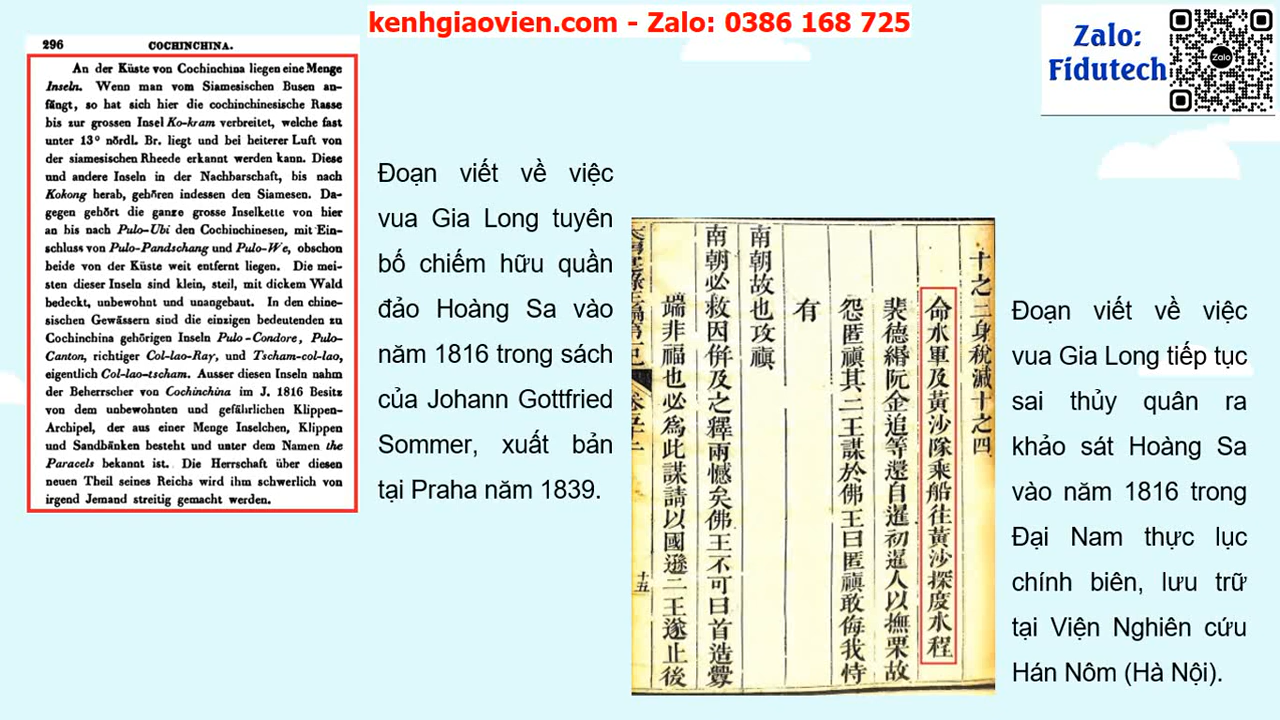 kenhgiaovien.com - Zalo: 0386 168 725
Zalo:
Fidutech
Zalo
296 COCHINCHINA.
An der Küste von Cochinchina liegen eine Menge
Inseln. Wenn man vom Siamesischen Busen an-
fängt, so hat sich hier die cochinchinesische Rasse
bis zur grossen Insel Ko-kram verbreitet, welche fast
unter 13° nördl. Br. liegt und bei heiterer Luft von
der siamesischen Rheede erkannt werden kann. Diese
und andere Inseln in der Nachbarschaft, bis nach
Kokong herab, gehören indessen den Siamesen. Da-
gegen gehört die ganze grosse Inselkette von hier
an bis nach Pulo-Ubi den Cochinchinesen, mit Ein-
schluss von Pulo-Pandschang und Pulo-We, obschon
beide von der Küste weit entfernt liegen. Die mei-
sten dieser Inseln sind klein, steil, mit dickem Wald
bedeckt, unbewohnt und unangebaut. In den chine-
sischen Gewässern sind die einzigen bedeutenden zu
Cochinchina gehörigen Inseln Pulo-Condore, Pulo-
Canton, richtiger Col-lao-Ray, und Tscham-col-lao,
eigentlich Col-lao-tscham. Ausser diesen Inseln nahm
der Beherrscher von Cochinchina im J. 1816 Besitz
von dem unbewohnten und gefährlichen Klippen-
Archipel, der aus einer Menge Inselchen, Klippen
und Sandbänken besteht und unter dem Namen the
Paracels bekannt ist. Die Herrschaft über diesen
neuen Theil seines Reichs wird ihm schwerlich von
irgend Jemand streitig gemacht werden.
Đoạn viết về việc
vua Gia Long tuyên
bố chiếm hữu quần
đảo Hoàng Sa vào
năm 1816 trong sách
của Johann Gottfried
Sommer, xuất bản
tại Praha năm 1839.
十之二身稅減十之四
命水軍及黃沙隊乘船往黃沙探度水程
裴德緡阮金追等還自暹初暹人以撫栗故
怨匿禛其二王謀於佛王曰匿禛敢侮我恃
有
南朝故也攻禛
南朝必救因併及之釋兩憾矣佛王不可曰首造釁
端非福也必為此謀請以國遜二王遂止後
十五
Đoạn viết về việc
vua Gia Long tiếp tục
sai thủy quân ra
khảo sát Hoàng Sa
vào năm 1816 trong
Đại Nam thực lục
chính biên, lưu trữ
tại Viện Nghiên cứu
Hán Nôm (Hà Nội).